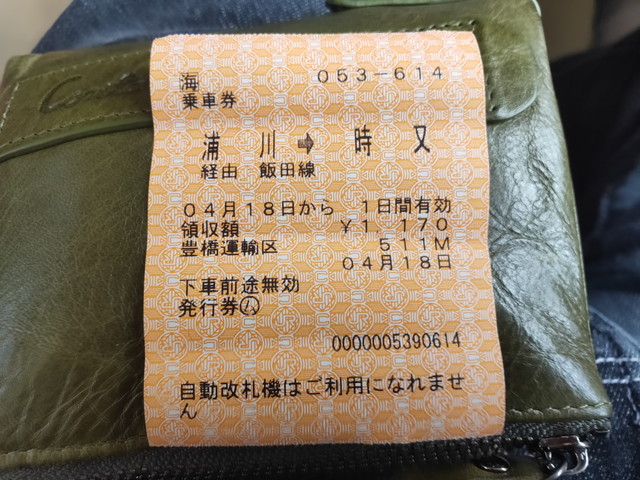 海 053-614
乗車券
浦川➡時又
経由 飯田線
04月18日から 1日間有効
領収額 ¥1,170
豊橋運輸区 511M
04月18日
下車前途無効
発行券㋰
0000005390614
自動改札機はご利用になれませ
ん